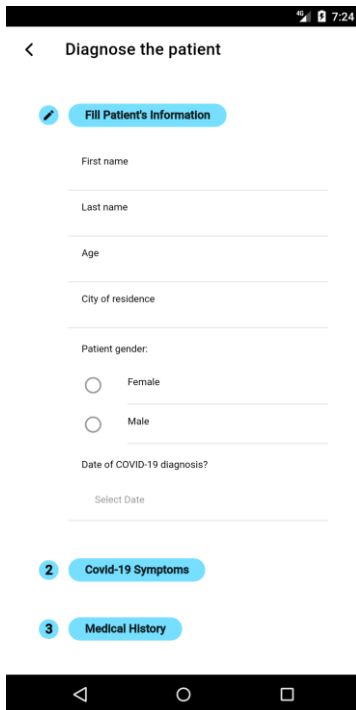 4G 7:24
Diagnose the patient
Fill Patient's Information
First name
Last name
Age
City of residence
Patient gender:
Female
Male
Date of COVID-19 diagnosis?
Select Date
2 Covid-19 Symptoms
3 Medical History